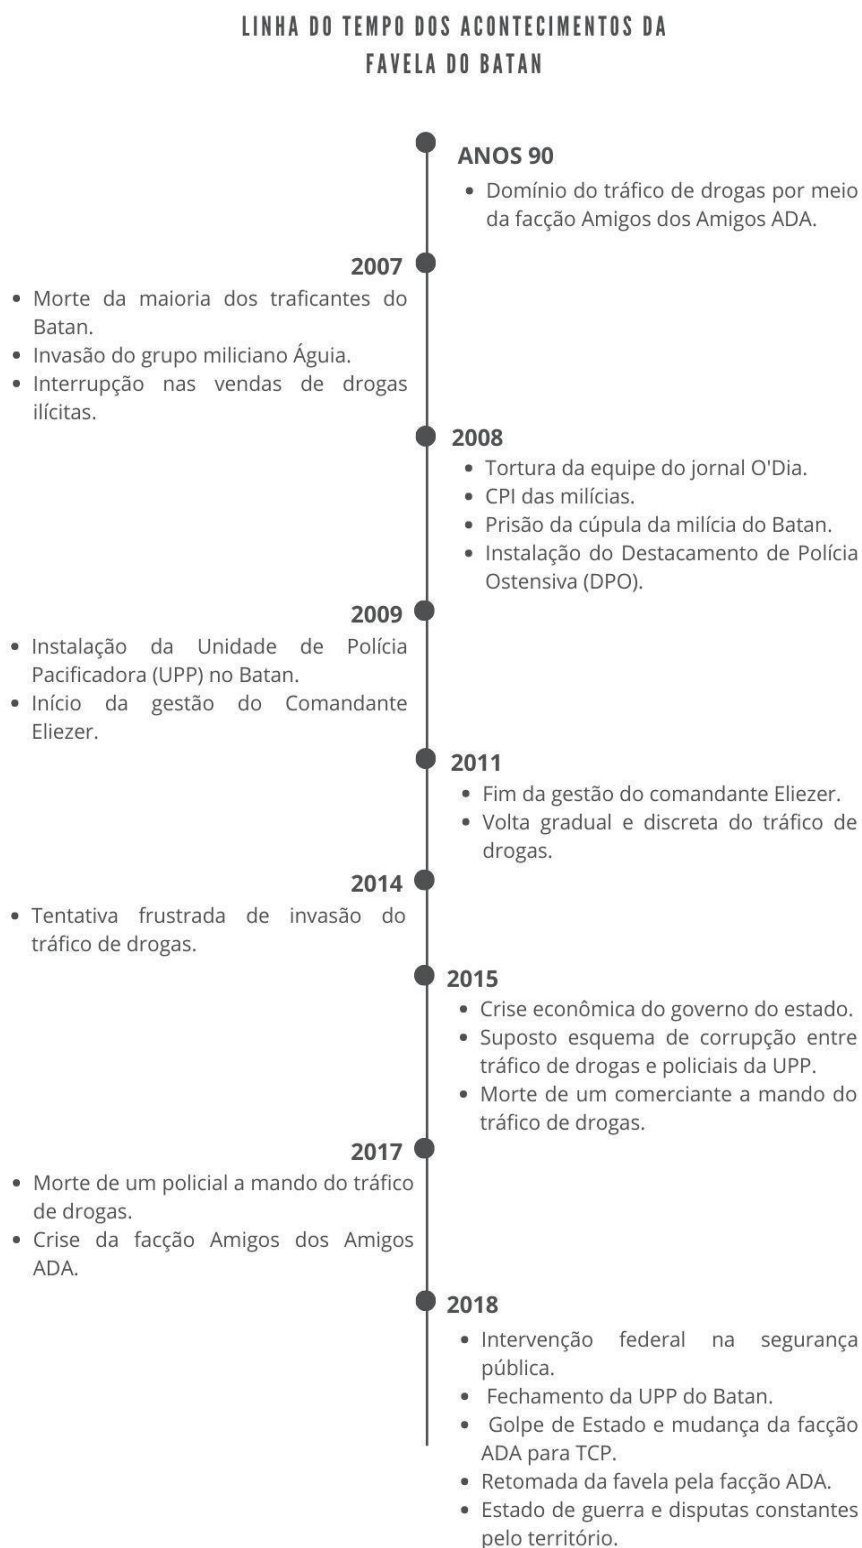 LINHA DO TEMPO DOS ACONTECIMENTOS DA
FAVELA DO BATAN
ANOS 90
• Domínio do tráfico de drogas por meio
da facção Amigos dos Amigos ADA.
2007
• Morte da maioria dos traficantes do
Batan.
• Invasão do grupo miliciano Águia.
• Interrupção nas vendas de drogas
ilícitas.
2008
• Tortura da equipe do jornal O'Dia.
• CPI das milícias.
• Prisão da cúpula da milícia do Batan.
• Instalação do Destacamento de Polícia
Ostensiva (DPO).
2009
• Instalação da Unidade de Polícia
Pacificadora (UPP) no Batan.
• Início da gestão do Comandante
Eliezer.
2011
• Fim da gestão do comandante Eliezer.
• Volta gradual e discreta do tráfico de
drogas.
2014
• Tentativa frustrada de invasão do
tráfico de drogas.
2015
• Crise econômica do governo do estado.
• Suposto esquema de corrupção entre
tráfico de drogas e policiais da UPP.
• Morte de um comerciante a mando do
tráfico de drogas.
2017
• Morte de um policial a mando do tráfico
de drogas.
• Crise da facção Amigos dos Amigos
ADA.
2018
• Intervenção federal na segurança
pública.
• Fechamento da UPP do Batan.
• Golpe de Estado e mudança da facção
ADA para TCP.
• Retomada da favela pela facção ADA.
• Estado de guerra e disputas constantes
pelo território.